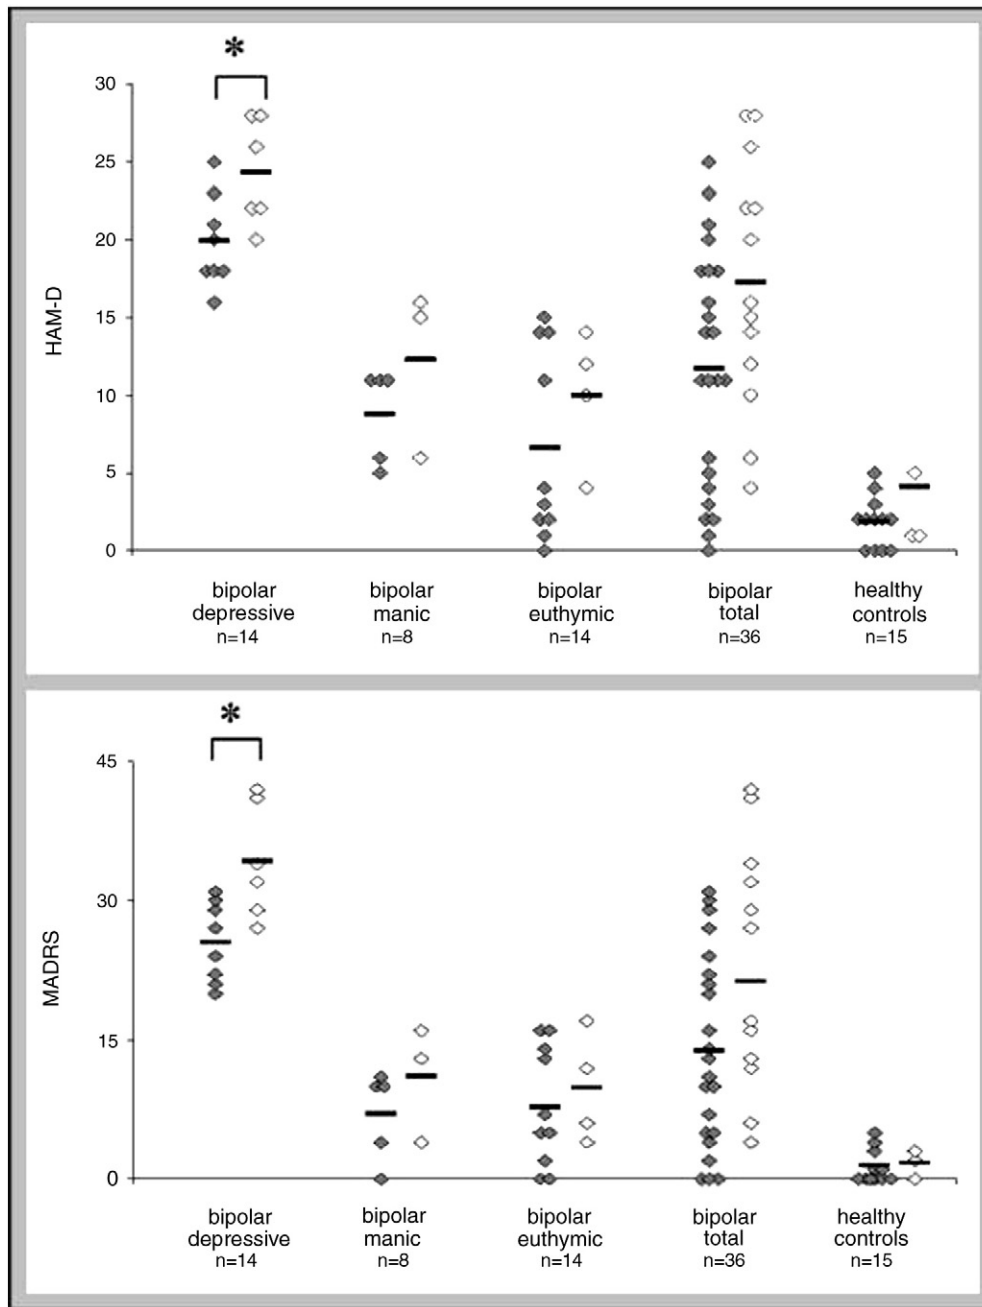 *
30
25
20
15
10
5
0
HAM-D
bipolar depressive n=14
bipolar manic n=8
bipolar euthymic n=14
bipolar total n=36
healthy controls n=15
*
45
30
15
0
MADRS
bipolar depressive n=14
bipolar manic n=8
bipolar euthymic n=14
bipolar total n=36
healthy controls n=15